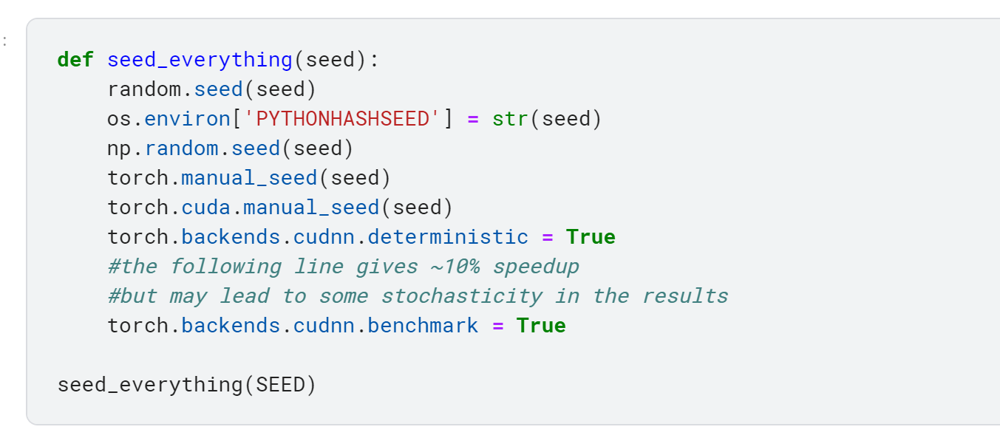 :
def seed_everything(seed):
    random.seed(seed)
    os.environ['PYTHONHASHSEED'] = str(seed)
    np.random.seed(seed)
    torch.manual_seed(seed)
    torch.cuda.manual_seed(seed)
    torch.backends.cudnn.deterministic = True
    #the following line gives ~10% speedup
    #but may lead to some stochasticity in the results
    torch.backends.cudnn.benchmark = True

seed_everything(SEED)